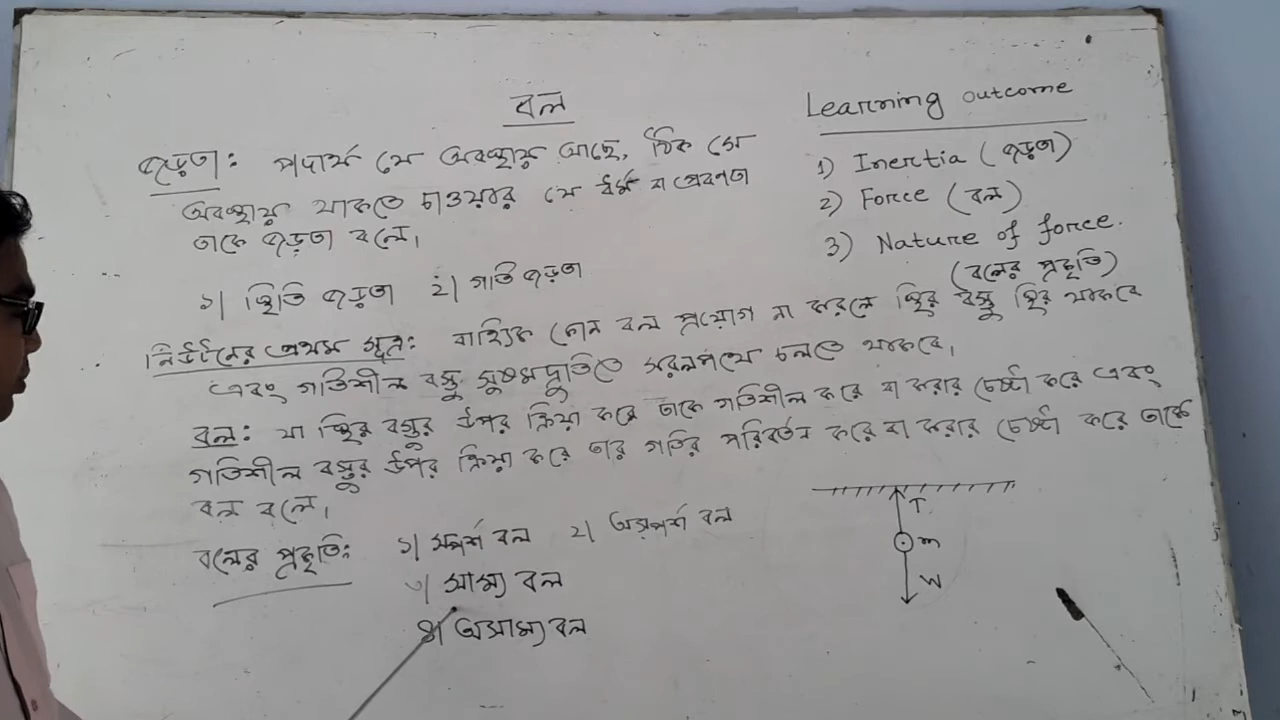 বল
জড়তা: পদার্থ যে অবস্থায় আছে, ঠিক সে
অবস্থায় থাকতে চাওয়ার যে ধর্ম বা প্রবণতা
তাকে জড়তা বলে।
১| স্থিতি জড়তা ২| গতি জড়তা
Learning outcome
1) Inertia (জড়তা)
2) Force (বল)
3) Nature of force.
(বলের প্রকৃতি)
নিউটনের প্রথম সূত্র: বাহ্যিক কোন বল প্রয়োগ না করলে স্থির বস্তু স্থির থাকবে
এবং গতিশীল বস্তু সুষমদ্রুতিতে সরলপথে চলতে থাকবে।
বল: যা স্থির বস্তুর উপর ক্রিয়া করে তাকে গতিশীল করে বা করার চেষ্টা করে এবং
গতিশীল বস্তুর উপর ক্রিয়া করে তার গতির পরিবর্তন করে বা করার চেষ্টা করে তাকে
বল বলে।
বলের প্রকৃতি: ১| স্পর্শ বল ২| অস্পর্শ বল
৩| সাম্য বল
৪| অসাম্য বল
T
m
W